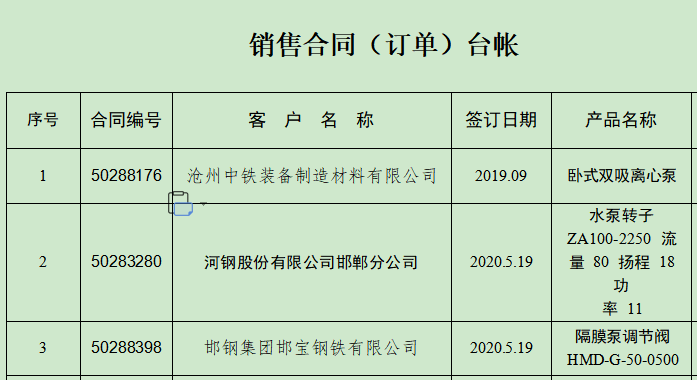 销售合同（订单）台帐
序号 合同编号 客 户 名 称 签订日期 产品名称
1 50288176 沧州中铁装备制造材料有限公司 2019.09 卧式双吸离心泵
2 50283280 河钢股份有限公司邯郸分公司 2020.5.19 水泵转子
ZA100-2250 流
量 80 扬程 18
功
率 11
3 50288398 邯钢集团邯宝钢铁有限公司 2020.5.19 隔膜泵调节阀
HMD-G-50-0500